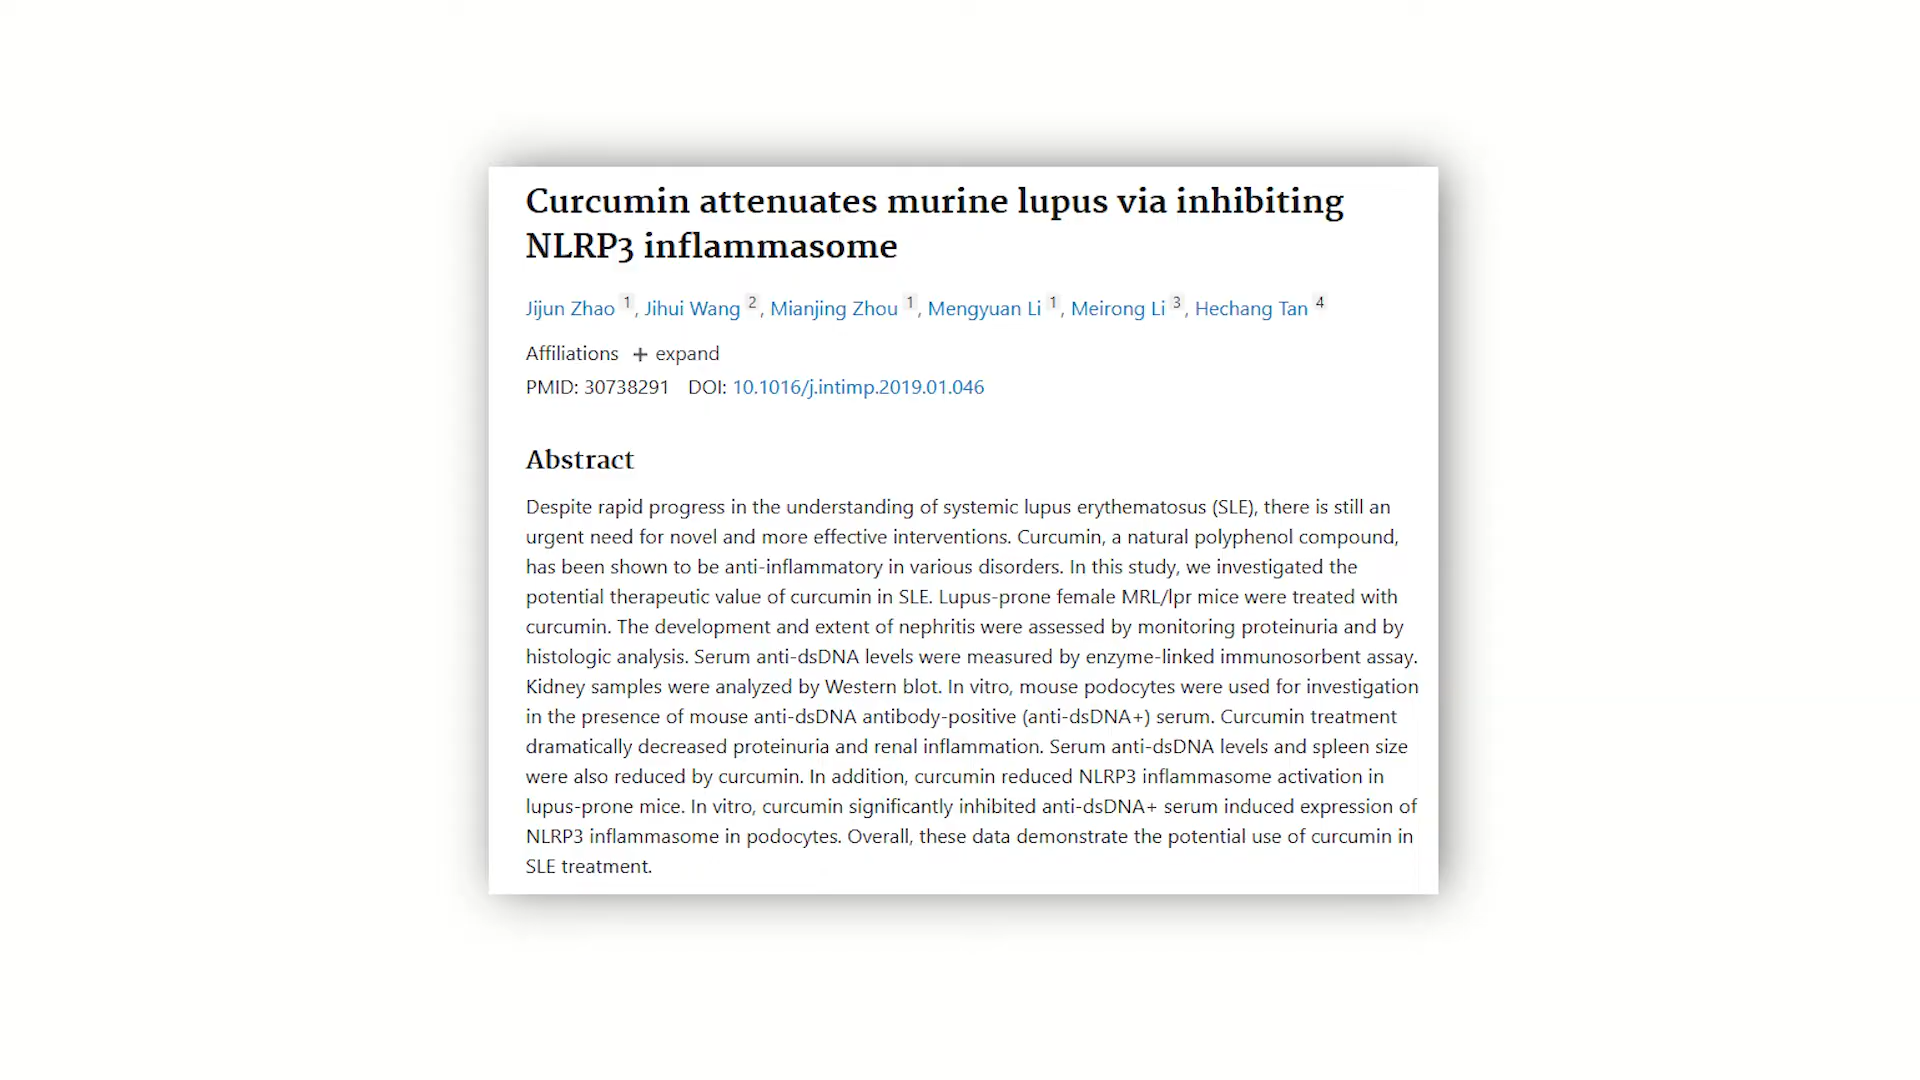 Curcumin attenuates murine lupus via inhibiting
NLRP3 inflammasome
Jijun Zhao 1, Jihui Wang 2, Mianjing Zhou 1, Mengyuan Li 1, Meirong Li 3, Hechang Tan 4
Affiliations + expand
PMID: 30738291 DOI: 10.1016/j.intimp.2019.01.046
Abstract
Despite rapid progress in the understanding of systemic lupus erythematosus (SLE), there is still an
urgent need for novel and more effective interventions. Curcumin, a natural polyphenol compound,
has been shown to be anti-inflammatory in various disorders. In this study, we investigated the
potential therapeutic value of curcumin in SLE. Lupus-prone female MRL/lpr mice were treated with
curcumin. The development and extent of nephritis were assessed by monitoring proteinuria and by
histologic analysis. Serum anti-dsDNA levels were measured by enzyme-linked immunosorbent assay.
Kidney samples were analyzed by Western blot. In vitro, mouse podocytes were used for investigation
in the presence of mouse anti-dsDNA antibody-positive (anti-dsDNA+) serum. Curcumin treatment
dramatically decreased proteinuria and renal inflammation. Serum anti-dsDNA levels and spleen size
were also reduced by curcumin. In addition, curcumin reduced NLRP3 inflammasome activation in
lupus-prone mice. In vitro, curcumin significantly inhibited anti-dsDNA+ serum induced expression of
NLRP3 inflammasome in podocytes. Overall, these data demonstrate the potential use of curcumin in
SLE treatment.